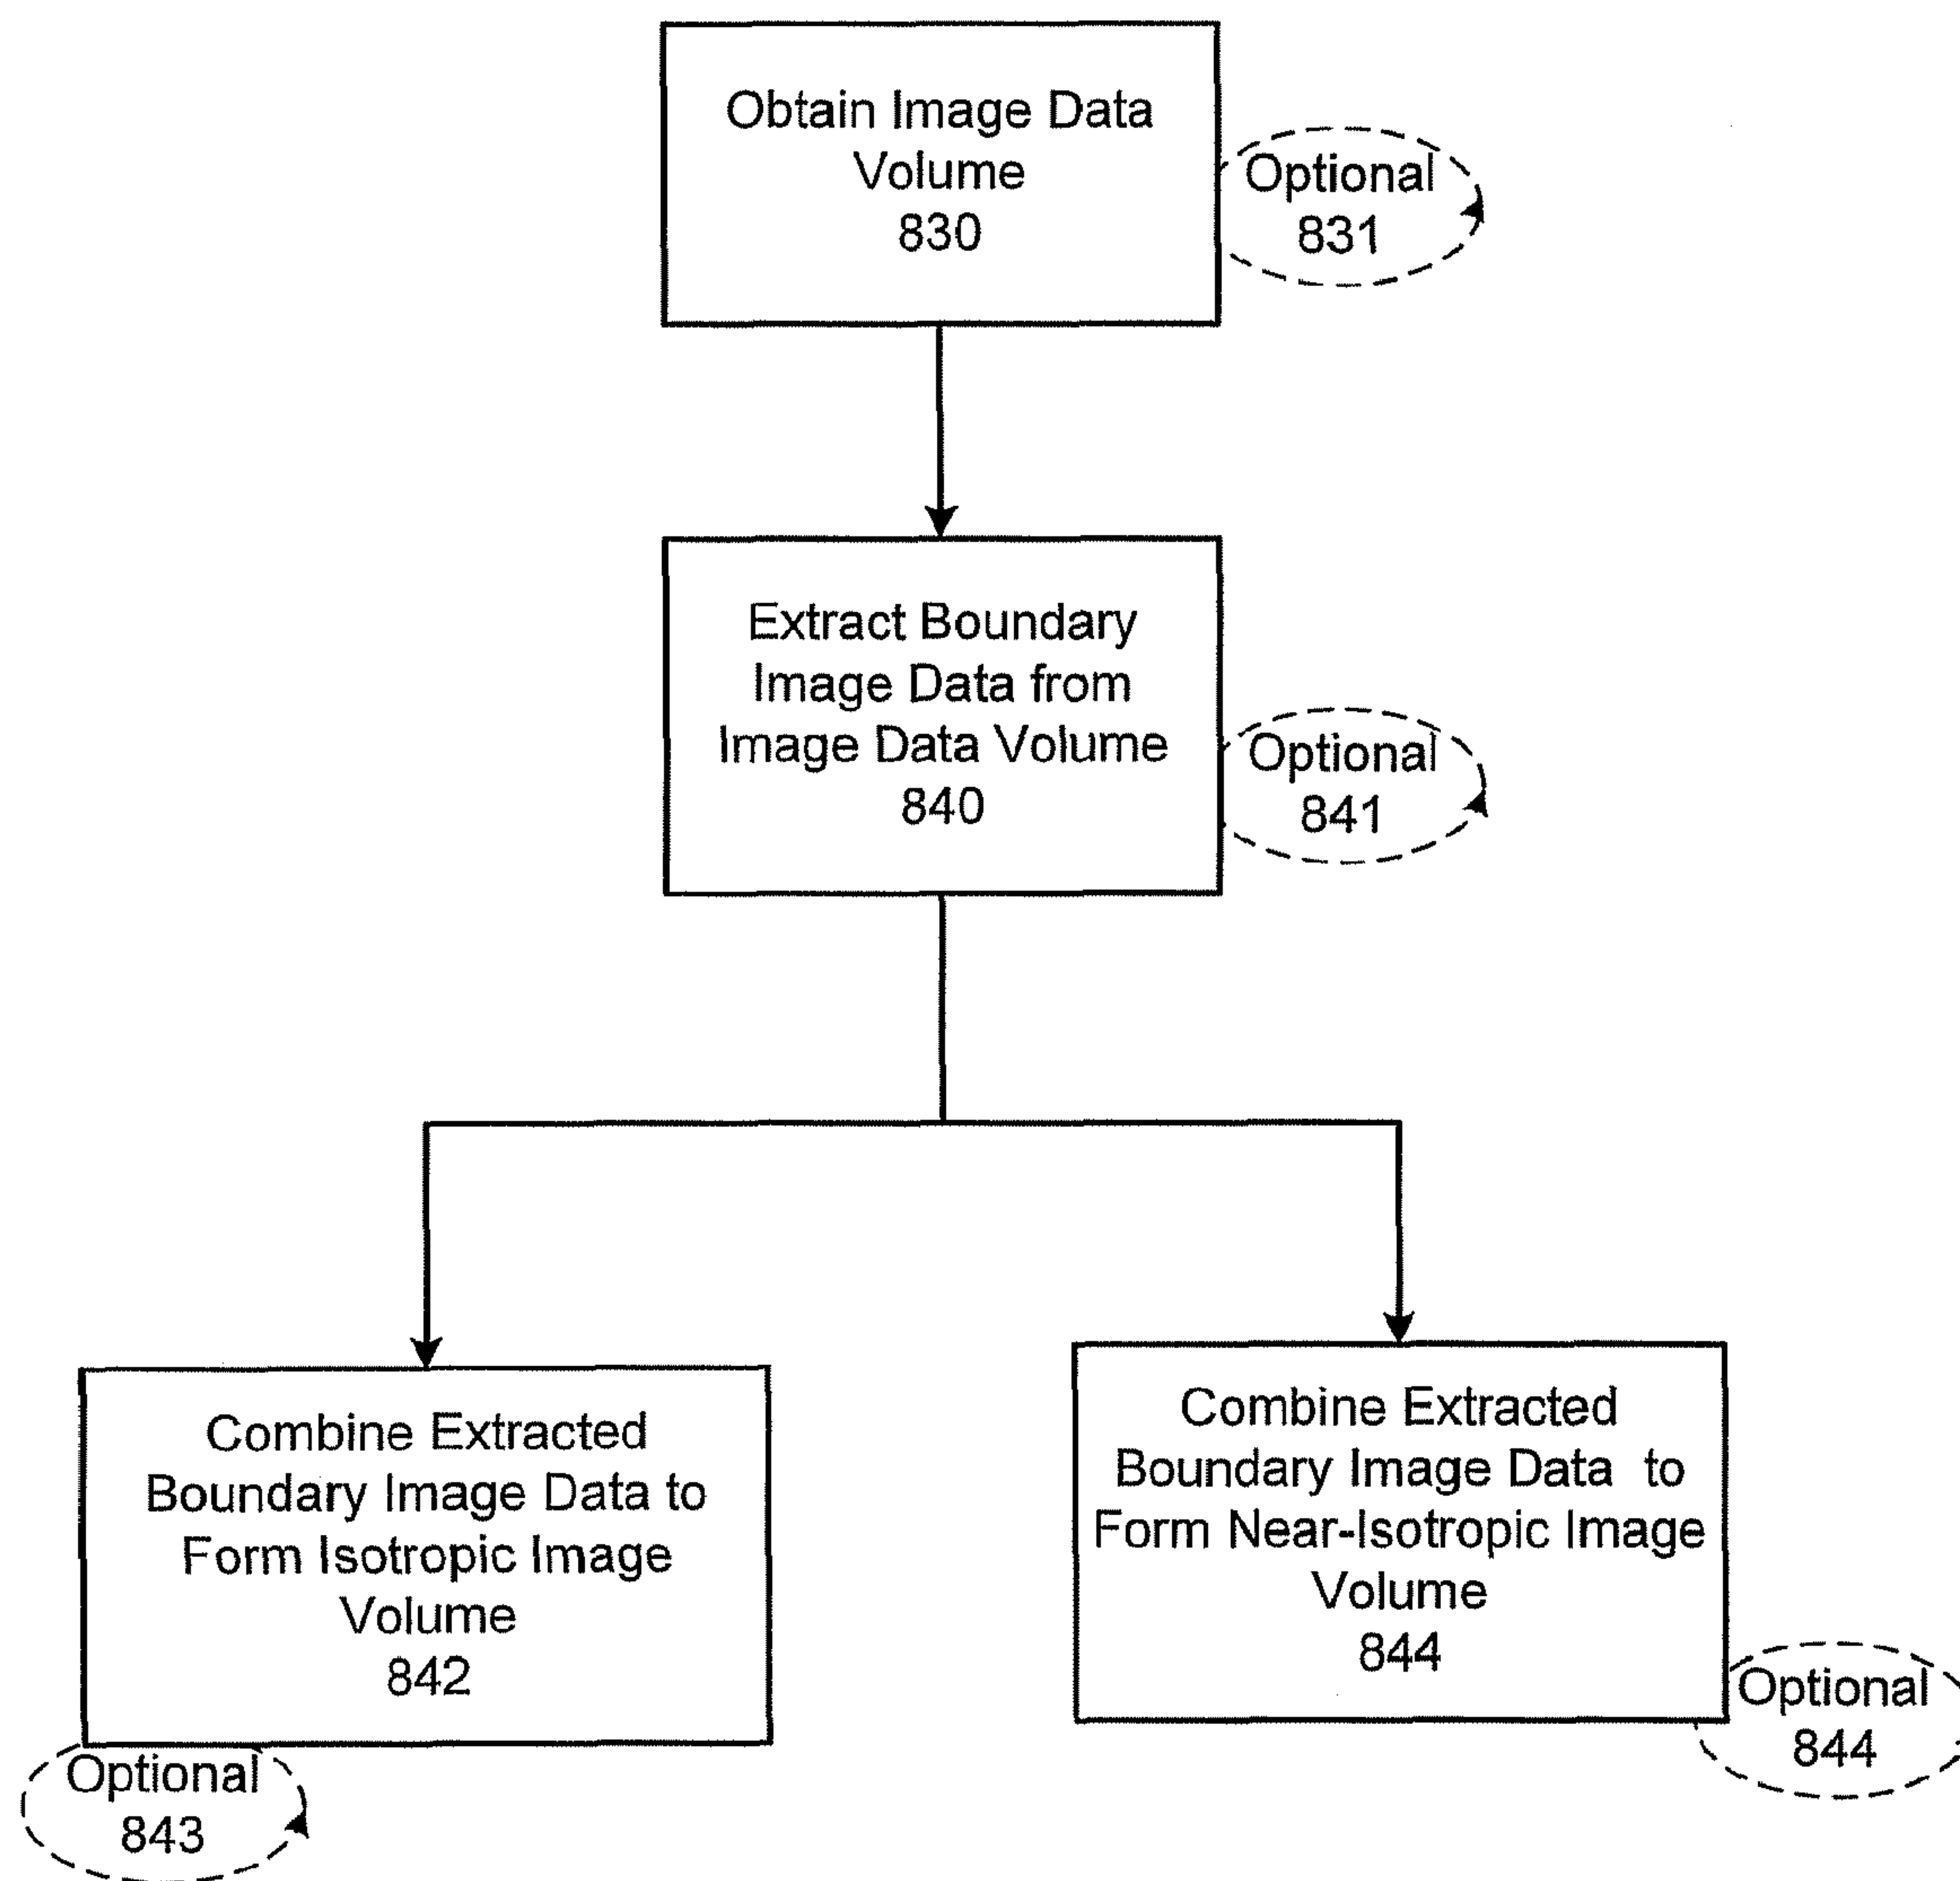 Obtain Image Data
Volume
830
Optional
831
Extract Boundary
Image Data from
Image Data Volume
840
Optional
841
Combine Extracted
Boundary Image Data to
Form Isotropic Image
Volume
842
Optional
843
Combine Extracted
Boundary Image Data to
Form Near-Isotropic Image
Volume
844
Optional
844